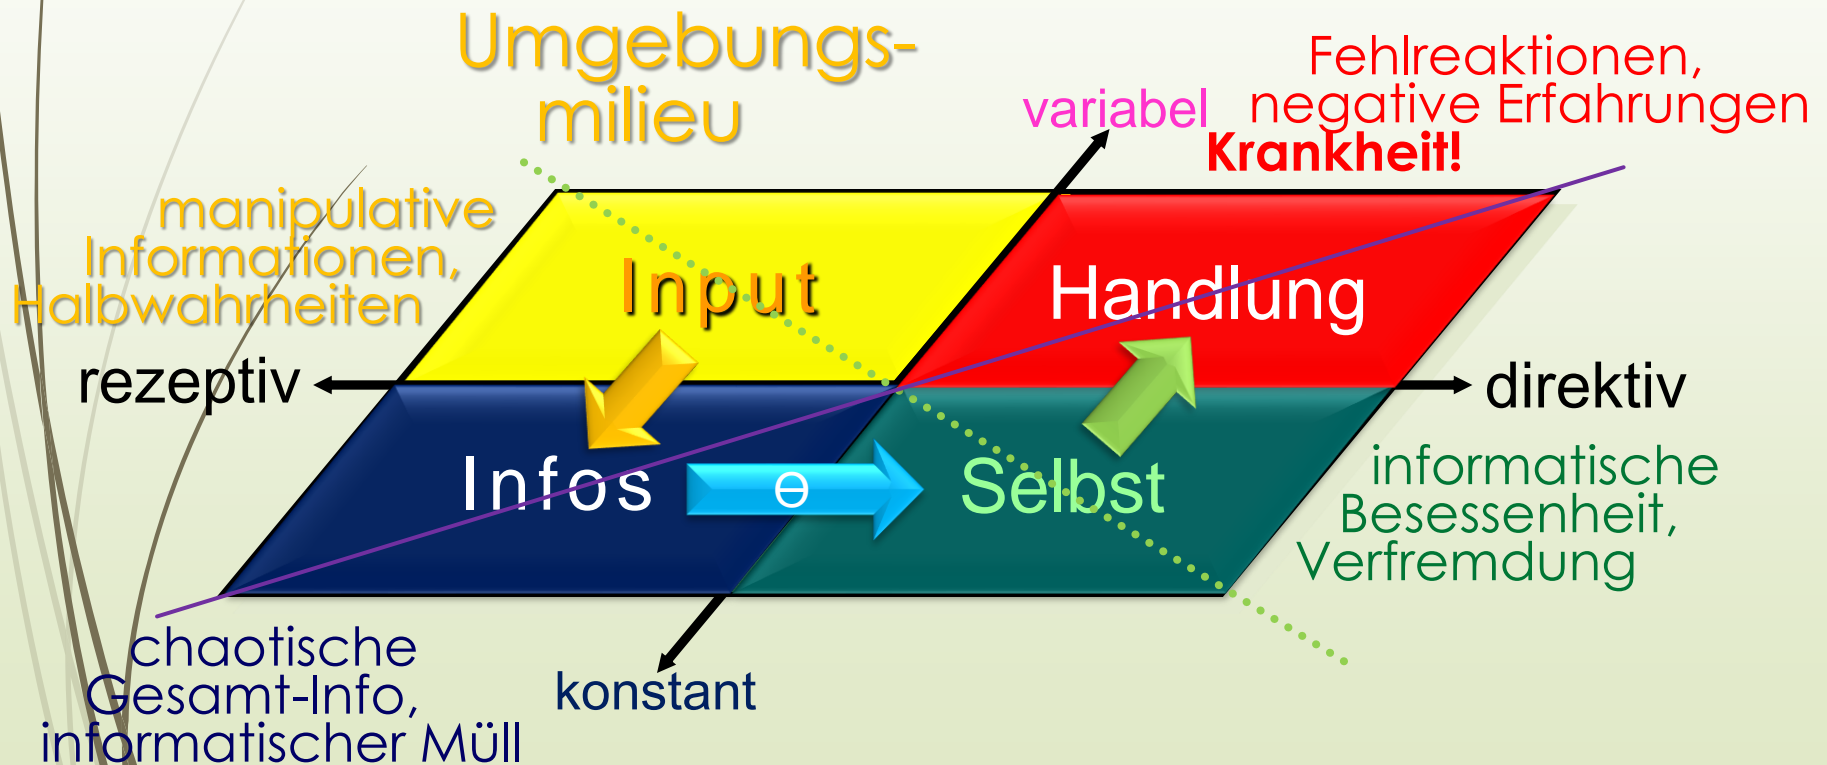 Umgebungs-
milieu
Fehlreaktionen,
negative Erfahrungen
Krankheit!
variabel
manipulative
Informationen,
Halbwahrheiten
Input
Handlung
rezeptiv
direktiv
Infos
Ɵ
Selbst
informatische
Besessenheit,
Verfremdung
chaotische
Gesamt-Info,
informatischer Müll
konstant